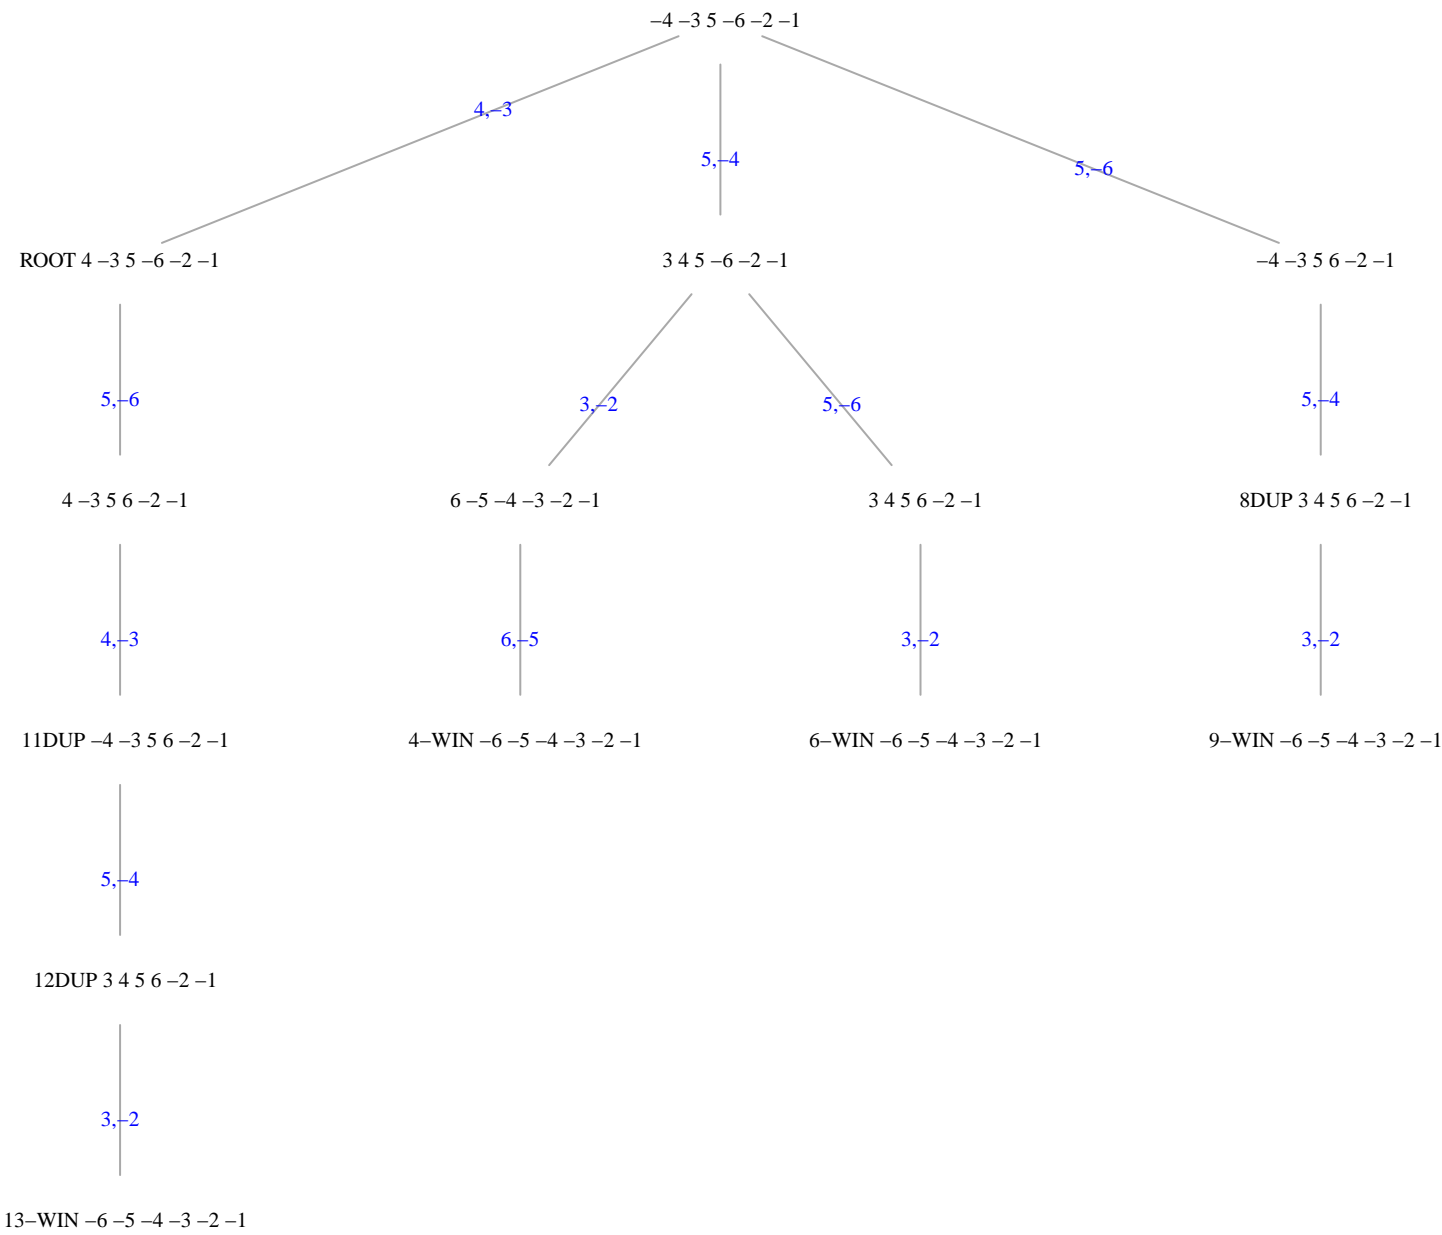 –4 –3 5 –6 –2 –1
4,–3
5,–4
5,–6
ROOT 4 –3 5 –6 –2 –1
3 4 5 –6 –2 –1
–4 –3 5 6 –2 –1
5,–6
3,–2
5,–6
5,–4
4 –3 5 6 –2 –1
6 –5 –4 –3 –2 –1
3 4 5 6 –2 –1
8DUP 3 4 5 6 –2 –1
4,–3
6,–5
3,–2
3,–2
11DUP –4 –3 5 6 –2 –1
4–WIN –6 –5 –4 –3 –2 –1
6–WIN –6 –5 –4 –3 –2 –1
9–WIN –6 –5 –4 –3 –2 –1
5,–4
12DUP 3 4 5 6 –2 –1
3,–2
13–WIN –6 –5 –4 –3 –2 –1